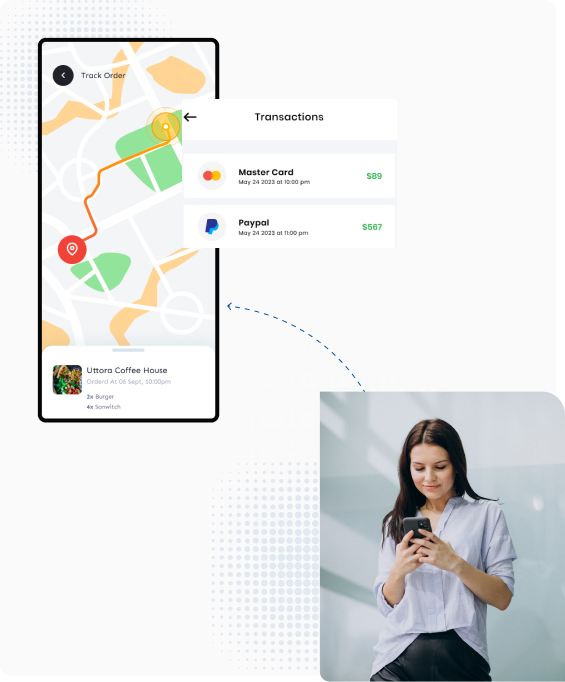 Track Order
Transactions
Master Card
May 24 2023 at 10:00 pm
$89
Paypal
May 24 2023 at 11:00 pm
$567
Uttora Coffee House
Orderd At 06 Sept, 10:00pm
2x Burger
4x Sanwitch